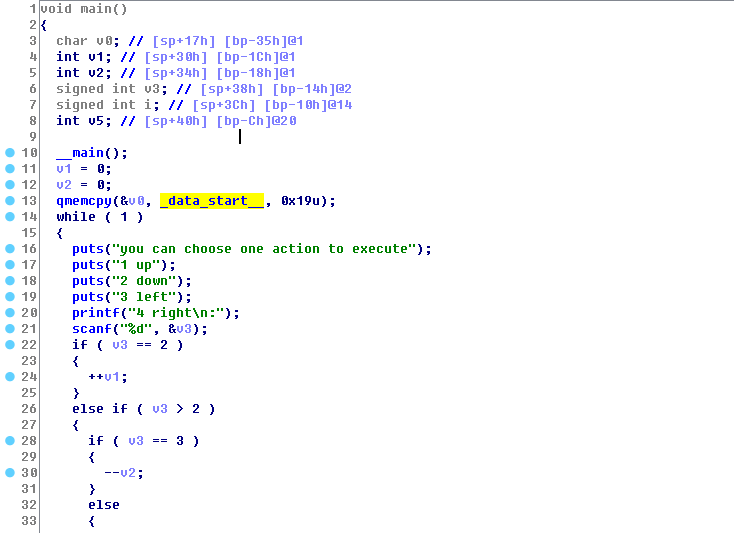 1 void main()
2 {
3 char v0; // [sp+17h] [bp-35h]@1
4 int v1; // [sp+30h] [bp-1Ch]@1
5 int v2; // [sp+34h] [bp-18h]@1
6 signed int v3; // [sp+38h] [bp-14h]@2
7 signed int i; // [sp+3Ch] [bp-10h]@14
8 int v5; // [sp+40h] [bp-Ch]@20
9
10 __main();
11 v1 = 0;
12 v2 = 0;
13 qmemcpy(&v0, _data_start__, 0x19u);
14 while ( 1 )
15 {
16 puts("you can choose one action to execute");
17 puts("1 up");
18 puts("2 down");
19 puts("3 left");
20 printf("4 right\n:");
21 scanf("%d", &v3);
22 if ( v3 == 2 )
23 {
24 ++v1;
25 }
26 else if ( v3 > 2 )
27 {
28 if ( v3 == 3 )
29 {
30 --v2;
31 }
32 else
33 {